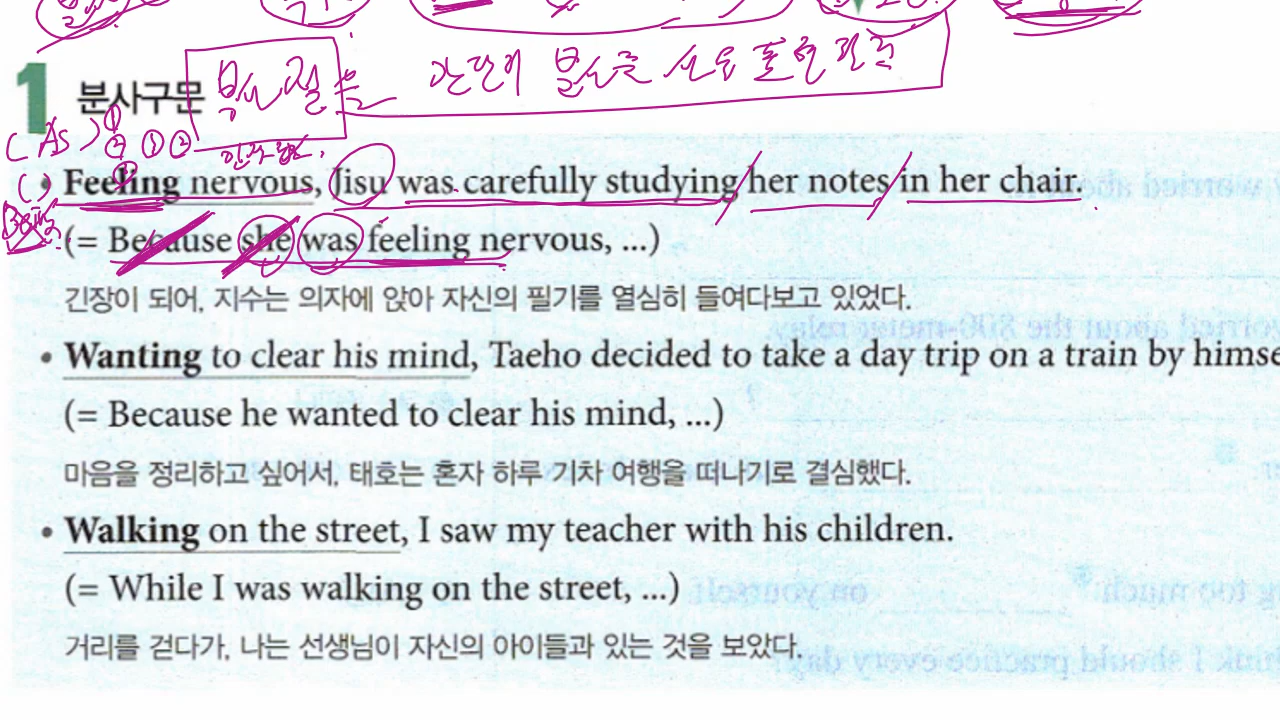 간단히 분사로 시작 표현
1 분사구문 부사절을
(As) ① ② ① ②
Feeling nervous, Jisu was carefully studying her notes in her chair.
(= Because she was feeling nervous, ...)
긴장이 되어, 지수는 의자에 앉아 자신의 필기를 열심히 들여다보고 있었다.
• Wanting to clear his mind, Taeho decided to take a day trip on a train by himse
(= Because he wanted to clear his mind, ...)
마음을 정리하고 싶어서, 태호는 혼자 하루 기차 여행을 떠나기로 결심했다.
• Walking on the street, I saw my teacher with his children.
(= While I was walking on the street, ...)
거리를 걷다가, 나는 선생님이 자신의 아이들과 있는 것을 보았다.